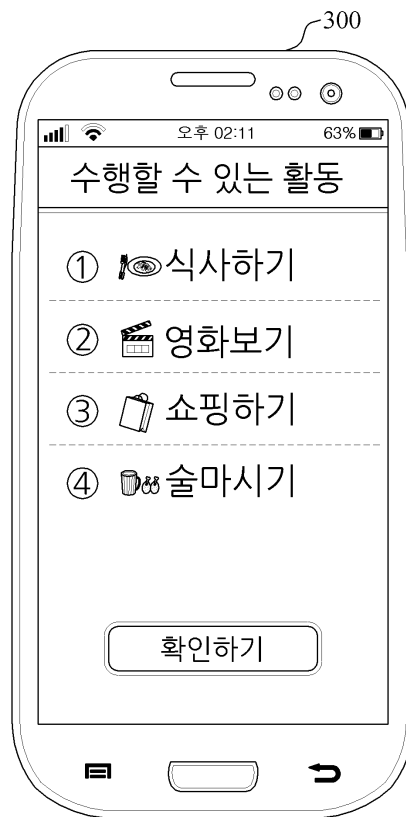 300
오후 02:11 63%
수행할 수 있는 활동
① 식사하기
② 영화보기
③ 쇼핑하기
④ 술마시기
확인하기